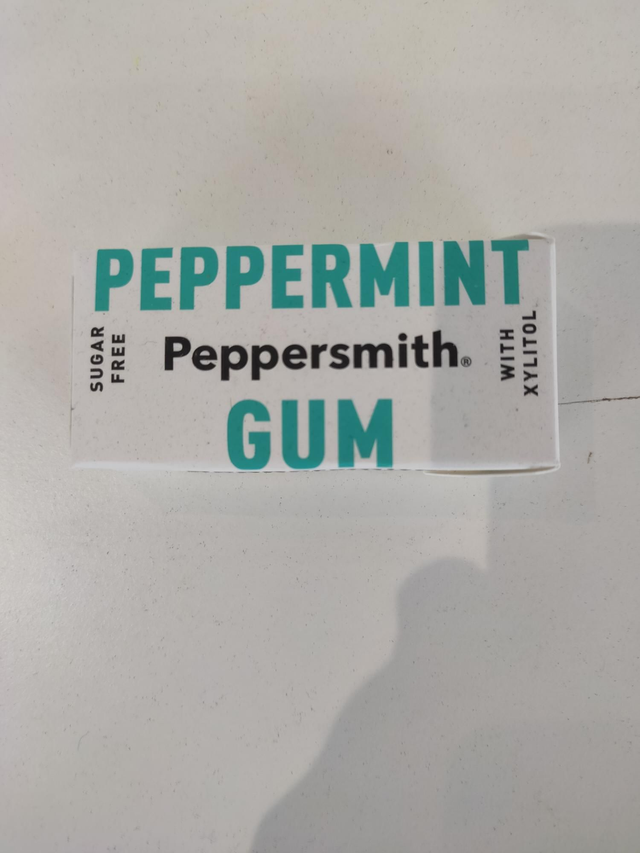 PEPPERMINT
SUGAR
FREE
Peppersmith®
WITH
XYLITOL
GUM